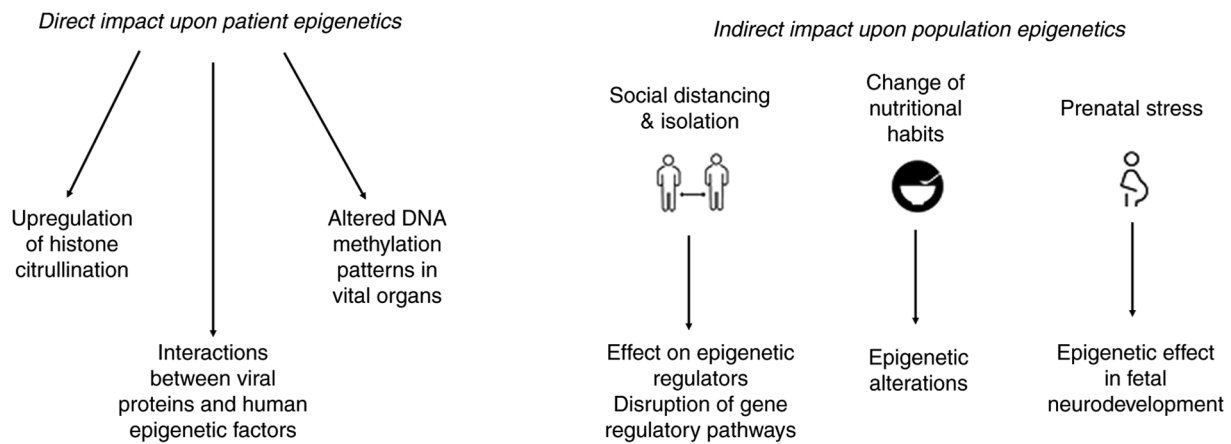 Direct impact upon patient epigenetics
Upregulation
of histone
citrullination
Interactions
between viral
proteins and human
epigenetic factors
Altered DNA
methylation
patterns in
vital organs
Indirect impact upon population epigenetics
Social distancing
& isolation
Effect on epigenetic
regulators
Disruption of gene
regulatory pathways
Change of
nutritional
habits
Epigenetic
alterations
Prenatal stress
Epigenetic effect
in fetal
neurodevelopment